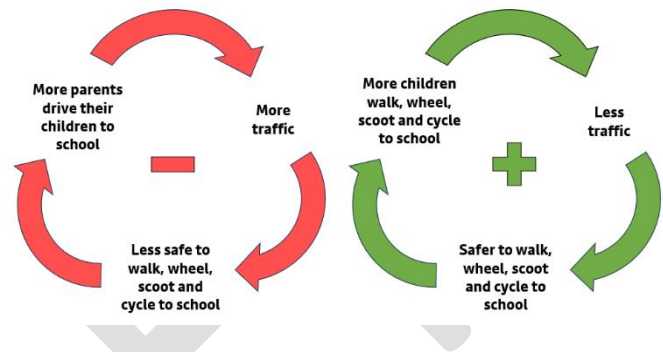 More parents
drive their
children to
school
More
traffic
Less safe to
walk, wheel,
scoot and
cycle to school
More children
walk, wheel,
scoot and cycle
to school
Less
traffic
Safer to walk,
wheel, scoot
and cycle to
school